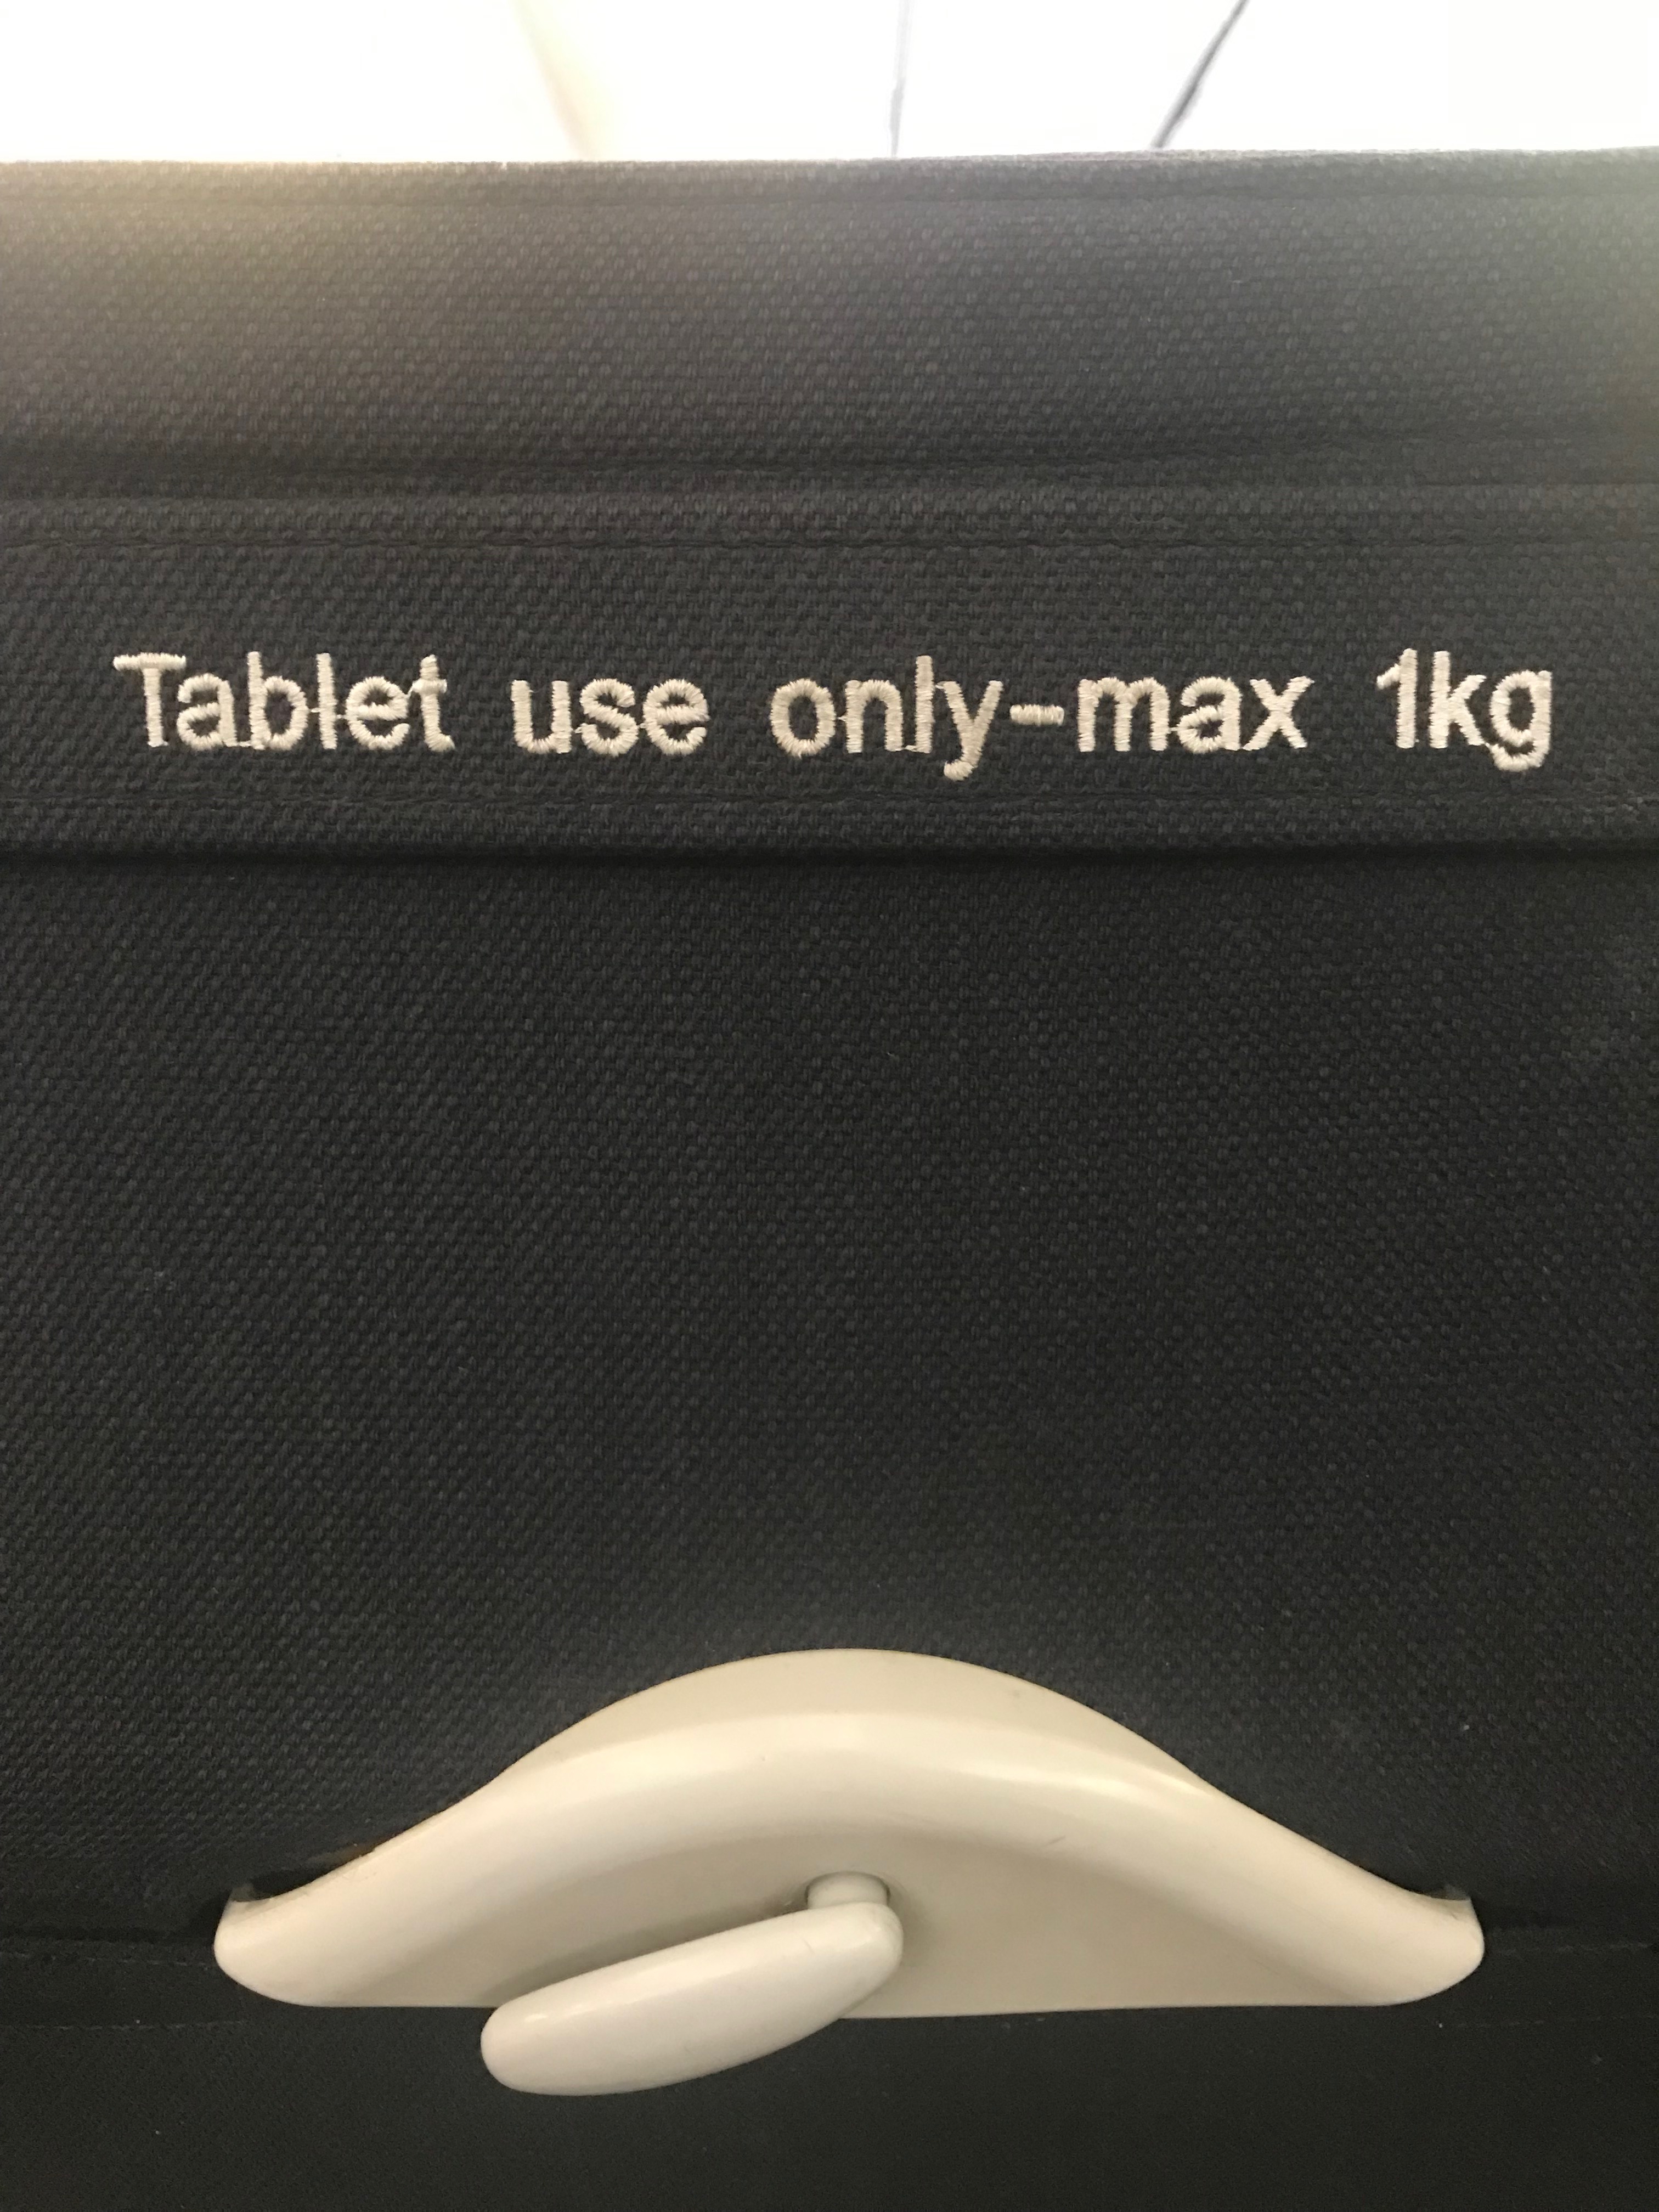 Tablet use only-max 1kg